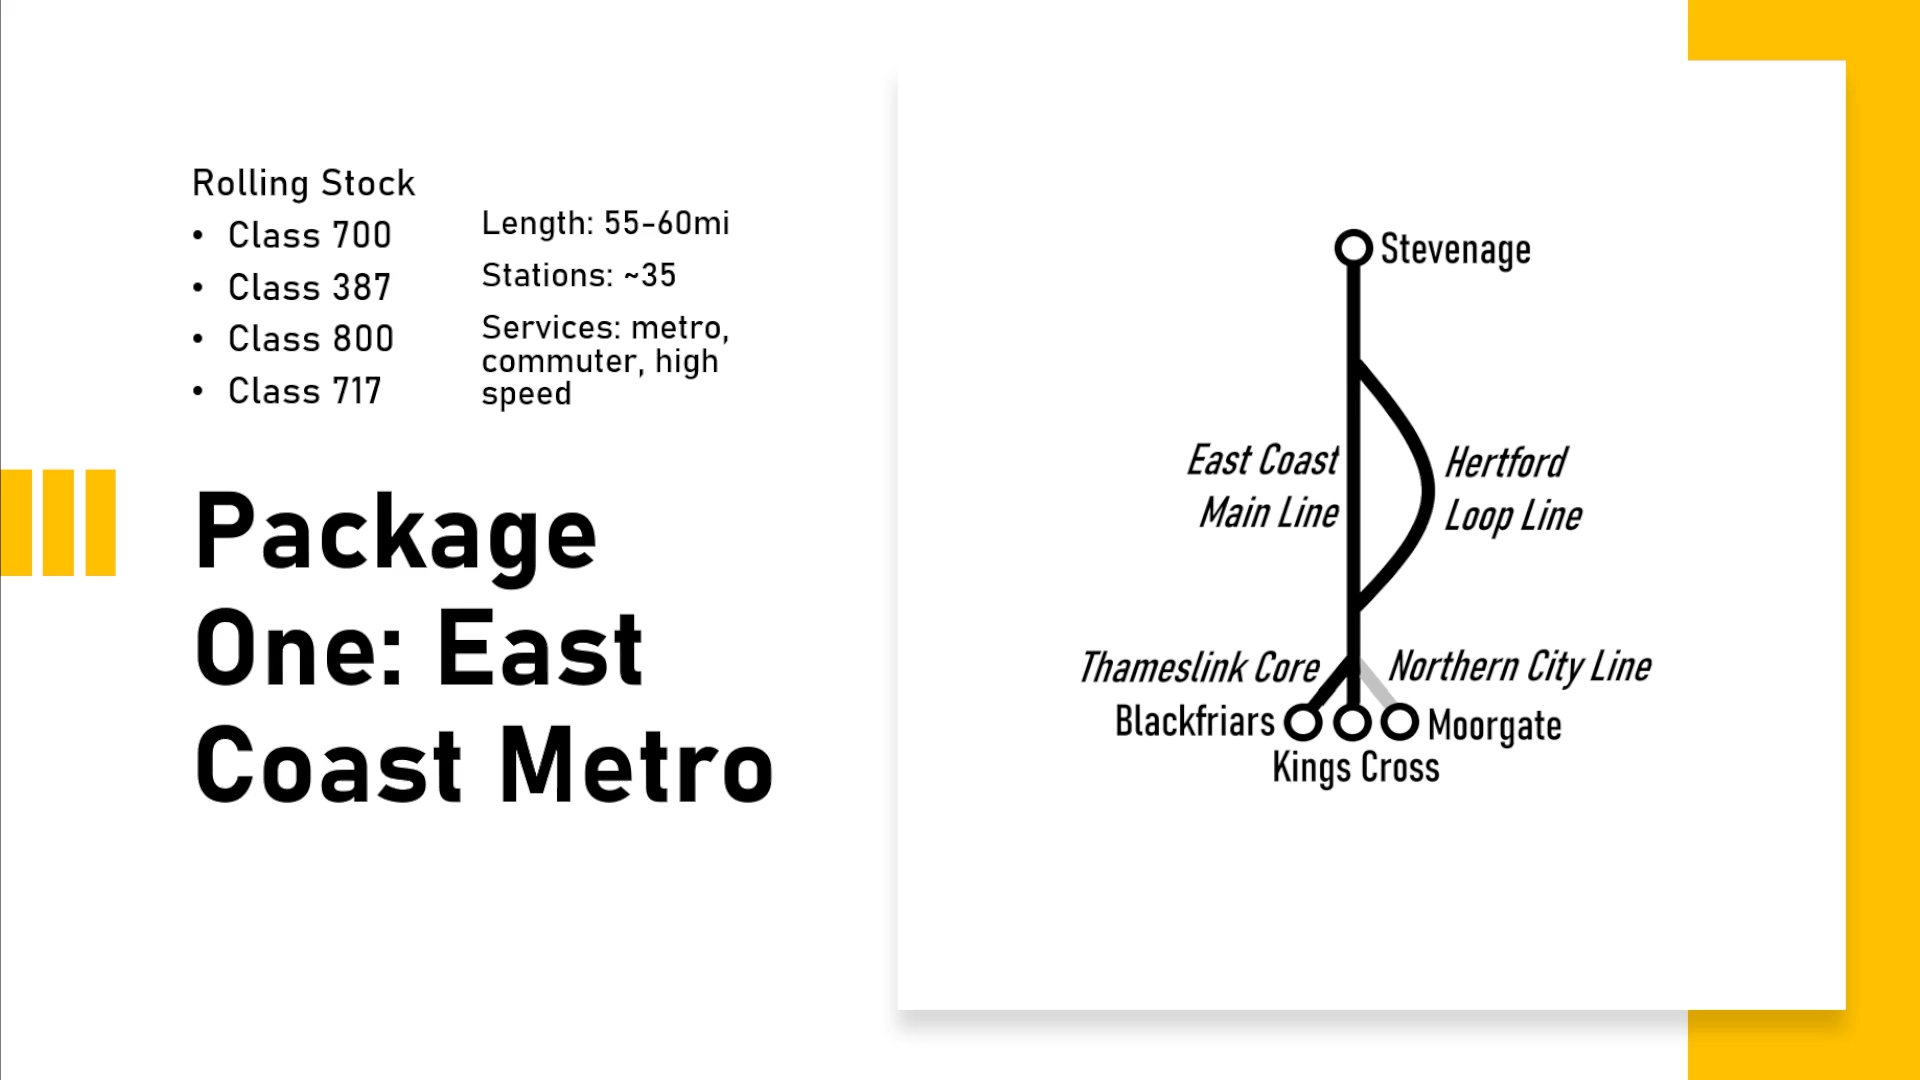 Rolling Stock
• Class 700
• Class 387
• Class 800
• Class 717
Length: 55-60mi
Stations: ~35
Services: metro,
commuter, high
speed
Package
One: East
Coast Metro
Stevenage
East Coast
Main Line
Hertford
Loop Line
Thameslink Core
Northern City Line
Blackfriars
Moorgate
Kings Cross